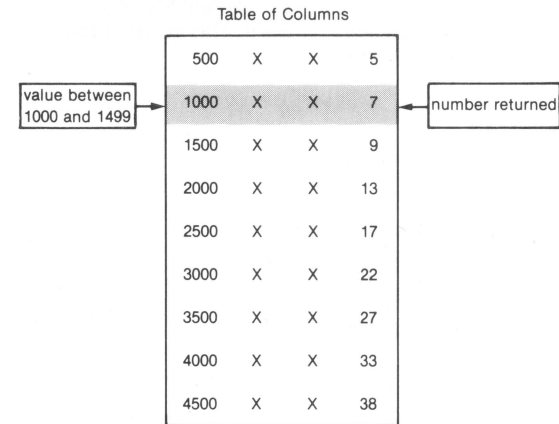 Table of Columns
500 X X 5
value between
1000 and 1499
1000 X X 7
number returned
1500 X X 9
2000 X X 13
2500 X X 17
3000 X X 22
3500 X X 27
4000 X X 33
4500 X X 38